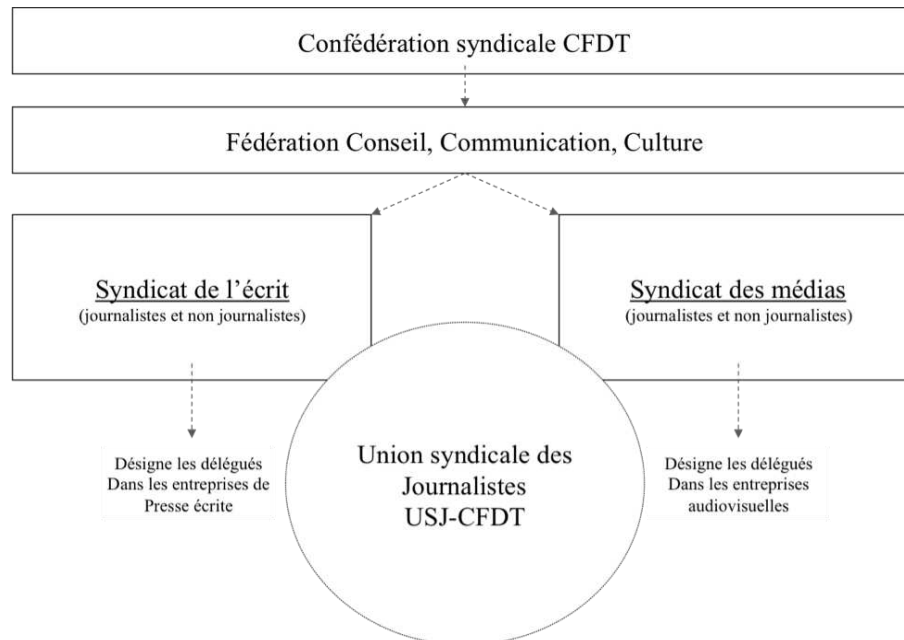 Confédération syndicale CFDT
Fédération Conseil, Communication, Culture
Syndicat de l'écrit
(journalistes et non journalistes)
Syndicat des médias
(journalistes et non journalistes)
Désigne les délégués
Dans les entreprises de
Presse écrite
Union syndicale des
Journalistes
USJ-CFDT
Désigne les délégués
Dans les entreprises
audiovisuelles